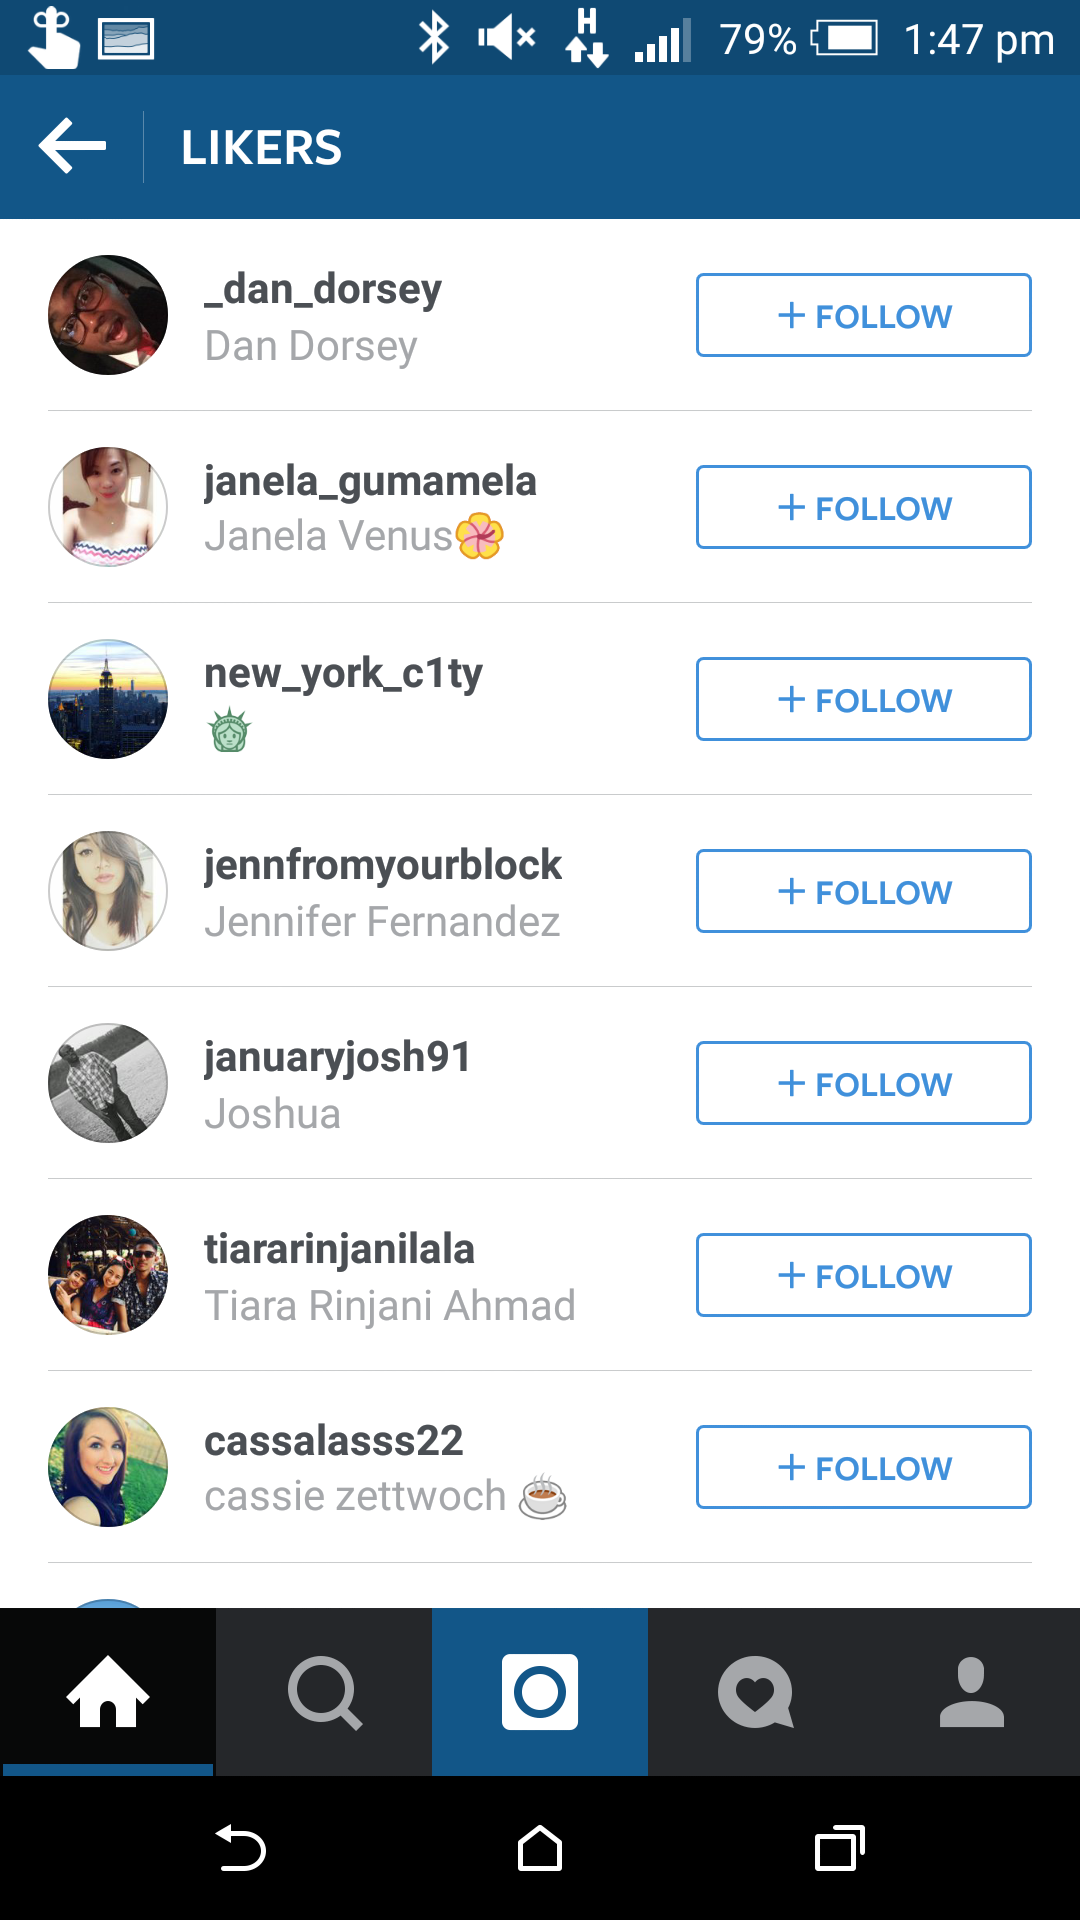 H
79%
1:47 pm
LIKERS
_dan_dorsey
Dan Dorsey
+ FOLLOW
janela_gumamela
Janela Venus🌺
+ FOLLOW
new_york_c1ty
🗽
+ FOLLOW
jennfromyourblock
Jennifer Fernandez
+ FOLLOW
januaryjosh91
Joshua
+ FOLLOW
tiararinjanilala
Tiara Rinjani Ahmad
+ FOLLOW
cassalasss22
cassie zettwoch ☕
+ FOLLOW